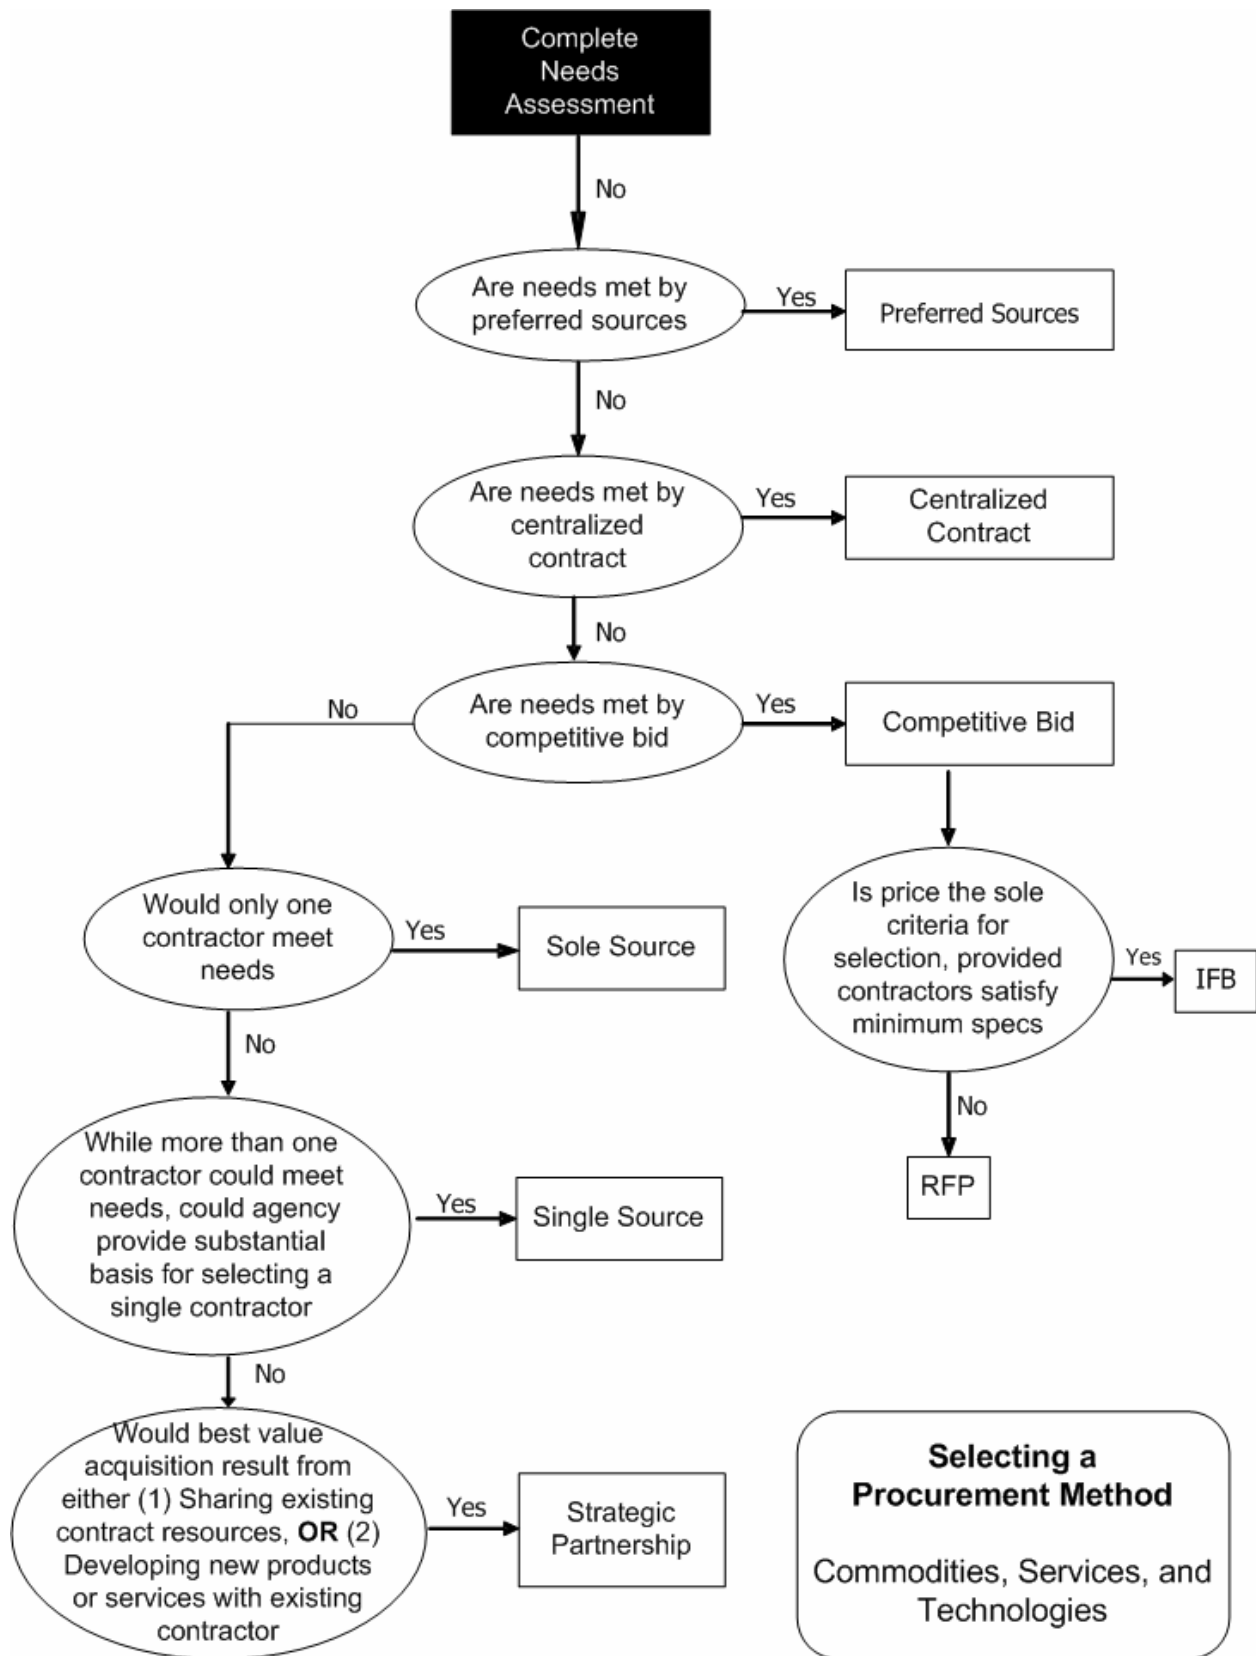 Complete
Needs
Assessment
No
Are needs met by
preferred sources
Yes
Preferred Sources
No
Are needs met by
centralized
contract
Yes
Centralized
Contract
No
Are needs met by
competitive bid
Yes
Competitive Bid
No
Would only one
contractor meet
needs
Yes
Sole Source
Is price the sole
criteria for
selection, provided
contractors satisfy
minimum specs
Yes
IFB
No
RFP
No
While more than one
contractor could meet
needs, could agency
provide substantial
basis for selecting a
single contractor
Yes
Single Source
No
Would best value
acquisition result from
either (1) Sharing existing
contract resources, OR (2)
Developing new products
or services with existing
contractor
Yes
Strategic
Partnership
Selecting a
Procurement Method
Commodities, Services, and
Technologies